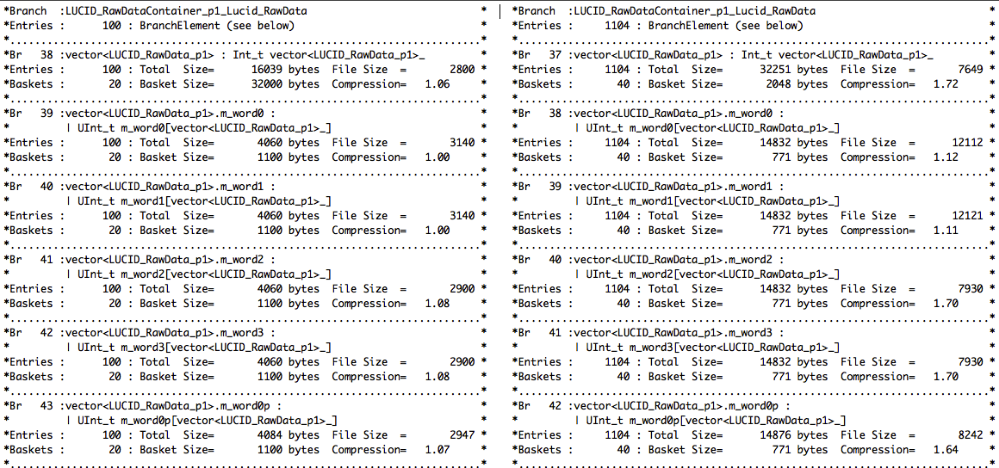 *Branch  :LUCID_RawDataContainer_p1_Lucid_RawData                           *
*Entries :      100 : BranchElement (see below)                              *
*............................................................................*
*Br   38 :vector<LUCID_RawData_p1> : Int_t vector<LUCID_RawData_p1>_         *
*Entries :      100 : Total  Size=      16039 bytes  File Size  =       2800 *
*Baskets :       20 : Basket Size=      32000 bytes  Compression=   1.06     *
*............................................................................*
*Br   39 :vector<LUCID_RawData_p1>.m_word0 :                                 *
*         | UInt_t m_word0[vector<LUCID_RawData_p1>_]                        *
*Entries :      100 : Total  Size=       4060 bytes  File Size  =       3140 *
*Baskets :       20 : Basket Size=       1100 bytes  Compression=   1.00     *
*............................................................................*
*Br   40 :vector<LUCID_RawData_p1>.m_word1 :                                 *
*         | UInt_t m_word1[vector<LUCID_RawData_p1>_]                        *
*Entries :      100 : Total  Size=       4060 bytes  File Size  =       3140 *
*Baskets :       20 : Basket Size=       1100 bytes  Compression=   1.00     *
*............................................................................*
*Br   41 :vector<LUCID_RawData_p1>.m_word2 :                                 *
*         | UInt_t m_word2[vector<LUCID_RawData_p1>_]                        *
*Entries :      100 : Total  Size=       4060 bytes  File Size  =       2900 *
*Baskets :       20 : Basket Size=       1100 bytes  Compression=   1.08     *
*............................................................................*
*Br   42 :vector<LUCID_RawData_p1>.m_word3 :                                 *
*         | UInt_t m_word3[vector<LUCID_RawData_p1>_]                        *
*Entries :      100 : Total  Size=       4060 bytes  File Size  =       2900 *
*Baskets :       20 : Basket Size=       1100 bytes  Compression=   1.08     *
*............................................................................*
*Br   43 :vector<LUCID_RawData_p1>.m_word0p :                                *
*         | UInt_t m_word0p[vector<LUCID_RawData_p1>_]                       *
*Entries :      100 : Total  Size=       4084 bytes  File Size  =       2947 *
*Baskets :       20 : Basket Size=       1100 bytes  Compression=   1.07     *
*............................................................................*
*Branch  :LUCID_RawDataContainer_p1_Lucid_RawData                           *
*Entries :     1104 : BranchElement (see below)                              *
*............................................................................*
*Br   37 :vector<LUCID_RawData_p1> : Int_t vector<LUCID_RawData_p1>_         *
*Entries :     1104 : Total  Size=      32251 bytes  File Size  =       7649 *
*Baskets :       40 : Basket Size=       2048 bytes  Compression=   1.72     *
*............................................................................*
*Br   38 :vector<LUCID_RawData_p1>.m_word0 :                                 *
*         | UInt_t m_word0[vector<LUCID_RawData_p1>_]                        *
*Entries :     1104 : Total  Size=      14832 bytes  File Size  =      12112 *
*Baskets :       40 : Basket Size=        771 bytes  Compression=   1.12     *
*............................................................................*
*Br   39 :vector<LUCID_RawData_p1>.m_word1 :                                 *
*         | UInt_t m_word1[vector<LUCID_RawData_p1>_]                        *
*Entries :     1104 : Total  Size=      14832 bytes  File Size  =      12121 *
*Baskets :       40 : Basket Size=        771 bytes  Compression=   1.11     *
*............................................................................*
*Br   40 :vector<LUCID_RawData_p1>.m_word2 :                                 *
*         | UInt_t m_word2[vector<LUCID_RawData_p1>_]                        *
*Entries :     1104 : Total  Size=      14832 bytes  File Size  =       7930 *
*Baskets :       40 : Basket Size=        771 bytes  Compression=   1.70     *
*............................................................................*
*Br   41 :vector<LUCID_RawData_p1>.m_word3 :                                 *
*         | UInt_t m_word3[vector<LUCID_RawData_p1>_]                        *
*Entries :     1104 : Total  Size=      14832 bytes  File Size  =       7930 *
*Baskets :       40 : Basket Size=        771 bytes  Compression=   1.70     *
*............................................................................*
*Br   42 :vector<LUCID_RawData_p1>.m_word0p :                                *
*         | UInt_t m_word0p[vector<LUCID_RawData_p1>_]                       *
*Entries :     1104 : Total  Size=      14876 bytes  File Size  =       8242 *
*Baskets :       40 : Basket Size=        771 bytes  Compression=   1.64     *
*............................................................................*